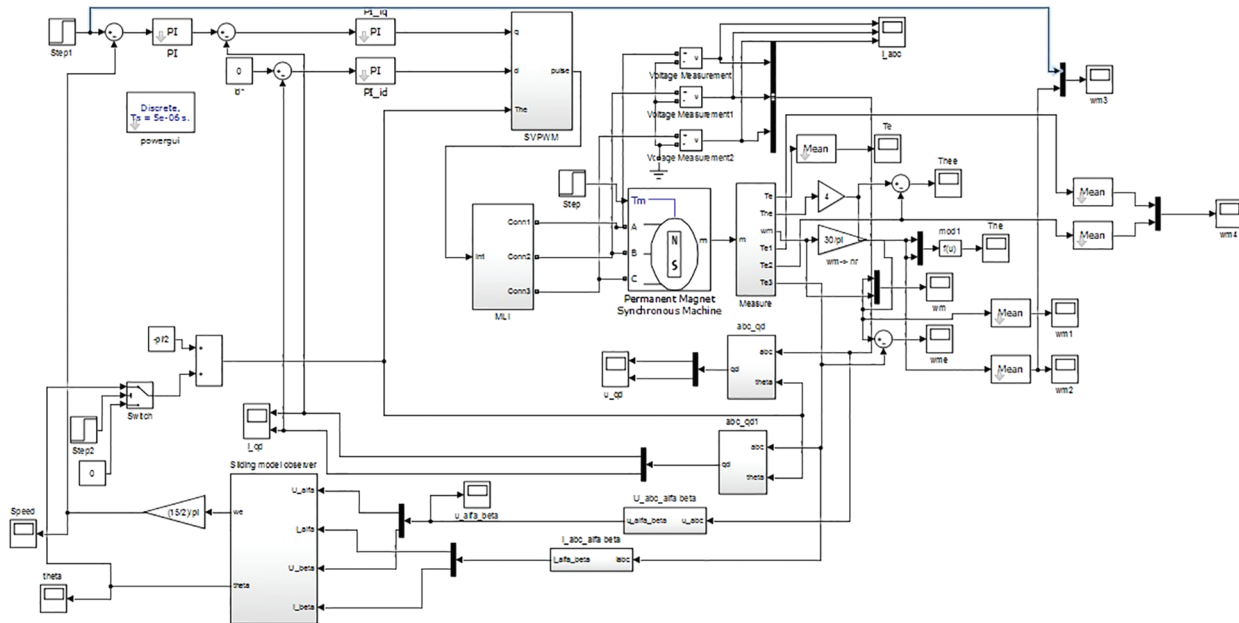 Step1
PI
PI
PI_iq
PI
0
id*
PI
PI_id
q
d
The
pulse
SVPWM
Discrete,
Ts = 5e-06 s.
powergui
v
Voltage Measurement
v
Voltage Measurement1
v
Voltage Measurement2
I_abc
wm3
Te
Mean
Thee
Step
Int
Conn1
Conn2
Conn3
MLI
Tm
A
B
C
N
S
m
Permanent Magnet
Synchronous Machine
m
Te
The
wm
Te1
Te2
Te3
Measure
4
30/pi
wm-> nr
mod1
f(u)
The
Mean
Mean
wm4
wm
wme
Mean
wm1
Mean
wm2
-pi/2
Switch
Step2
0
I_qd
u_qd
abc_qd
abc
qd
theta
abc_qd1
abc
qd
theta
Sliding model observer
U_alfa
I_alfa
U_beta
I_beta
we
theta
(15/2)/pi
Speed
theta
u_alfa_beta
U_abc_alfa beta
u_alfa_beta
u_abc
I_abc_alfa beta
I_alfa_beta
Iabc